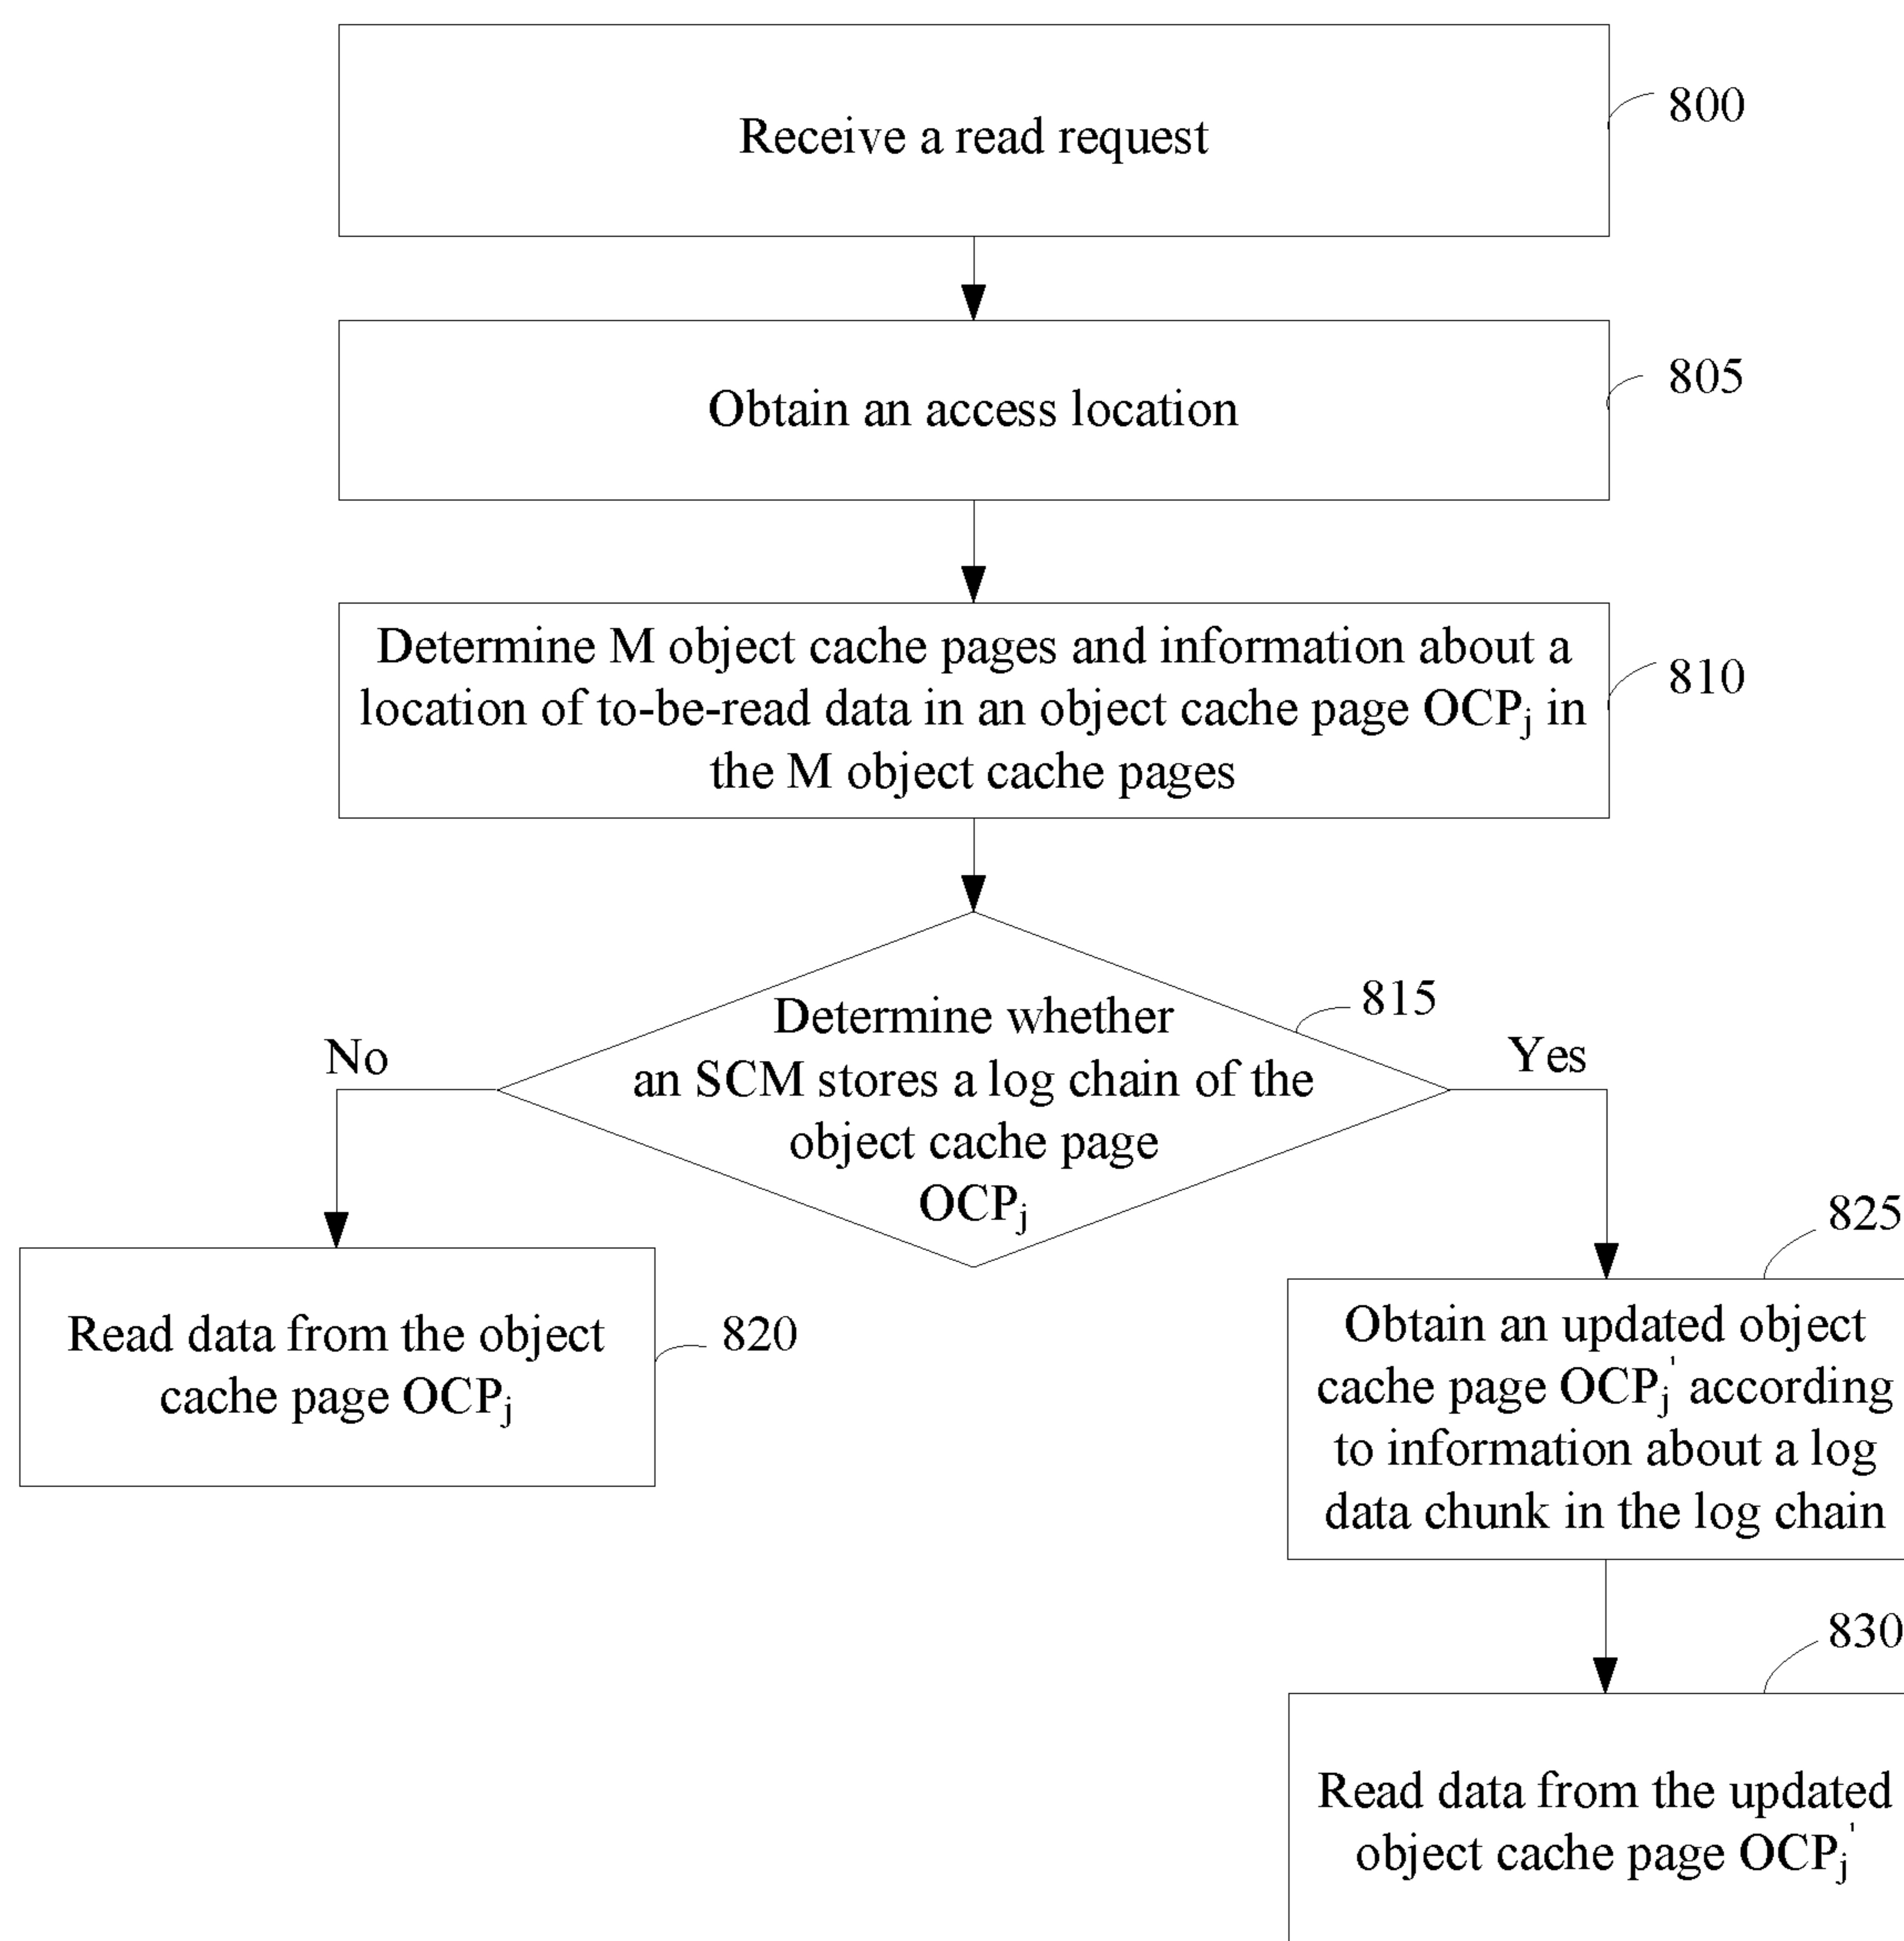 Receive a read request
800
Obtain an access location
805
Determine M object cache pages and information about a
location of to-be-read data in an object cache page OCPj in
the M object cache pages
810
Determine whether
an SCM stores a log chain of the
object cache page
OCPj
815
No
Yes
Read data from the object
cache page OCPj
820
825
Obtain an updated object
cache page OCPj' according
to information about a log
data chunk in the log chain
830
Read data from the updated
object cache page OCPj'